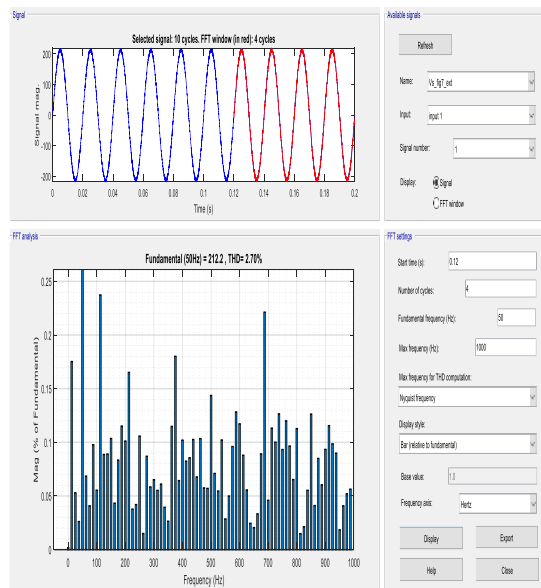 Signal
Selected signal: 10 cycles. FFT window (in red): 4 cycles
200
100
0
-100
-200
Signal mag.
0 0.02 0.04 0.06 0.08 0.1 0.12 0.14 0.16 0.18 0.2
Time (s)
Available signals
Refresh
Name:
Vs_fig7_ext
Input:
input 1
Signal number:
1
Display:
Signal
FFT window
FFT analysis
Fundamental (50Hz) = 212.2 , THD= 2.70%
0.25
0.2
0.15
0.1
0.05
0
Mag (% of Fundamental)
0 100 200 300 400 500 600 700 800 900 1000
Frequency (Hz)
FFT settings
Start time (s):
0.12
Number of cycles:
4
Fundamental frequency (Hz):
50
Max frequency (Hz):
1000
Max frequency for THD computation:
Nyquist frequency
Display style:
Bar (relative to fundamental)
Base value:
1.0
Frequency axis:
Hertz
Display
Export
Help
Close